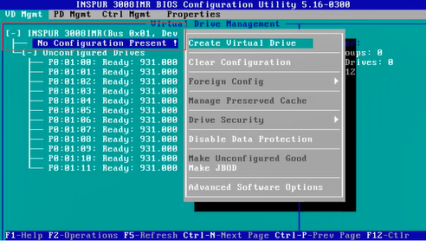 INSPUR 3008IMR BIOS Configuration Utility 5.16-0300
VD Mgmt PD Mgmt Ctrl Mgmt Properties
Virtual Drive Management
[-] INSPUR 3008IMR(Bus 0x01, Dev
No Configuration Present !
[-] Unconfigured Drives
P0:01:00: Ready: 931.000
P0:01:01: Ready: 931.000
P0:01:02: Ready: 931.000
P0:01:03: Ready: 931.000
P0:01:04: Ready: 931.000
P0:01:05: Ready: 931.000
P0:01:06: Ready: 931.000
P0:01:07: Ready: 931.000
P0:01:08: Ready: 931.000
P0:01:09: Ready: 931.000
P0:01:10: Ready: 931.000
P0:01:11: Ready: 931.000
Create Virtual Drive
Clear Configuration
Foreign Config
Manage Preserved Cache
Drive Security
Disable Data Protection
Make Unconfigured Good
Make JBOD
Advanced Software Options
oups: 0
Drives: 0
12
F1-Help F2-Operations F5-Refresh Ctrl-N-Next Page Ctrl-P-Prev Page F12-Ctlr